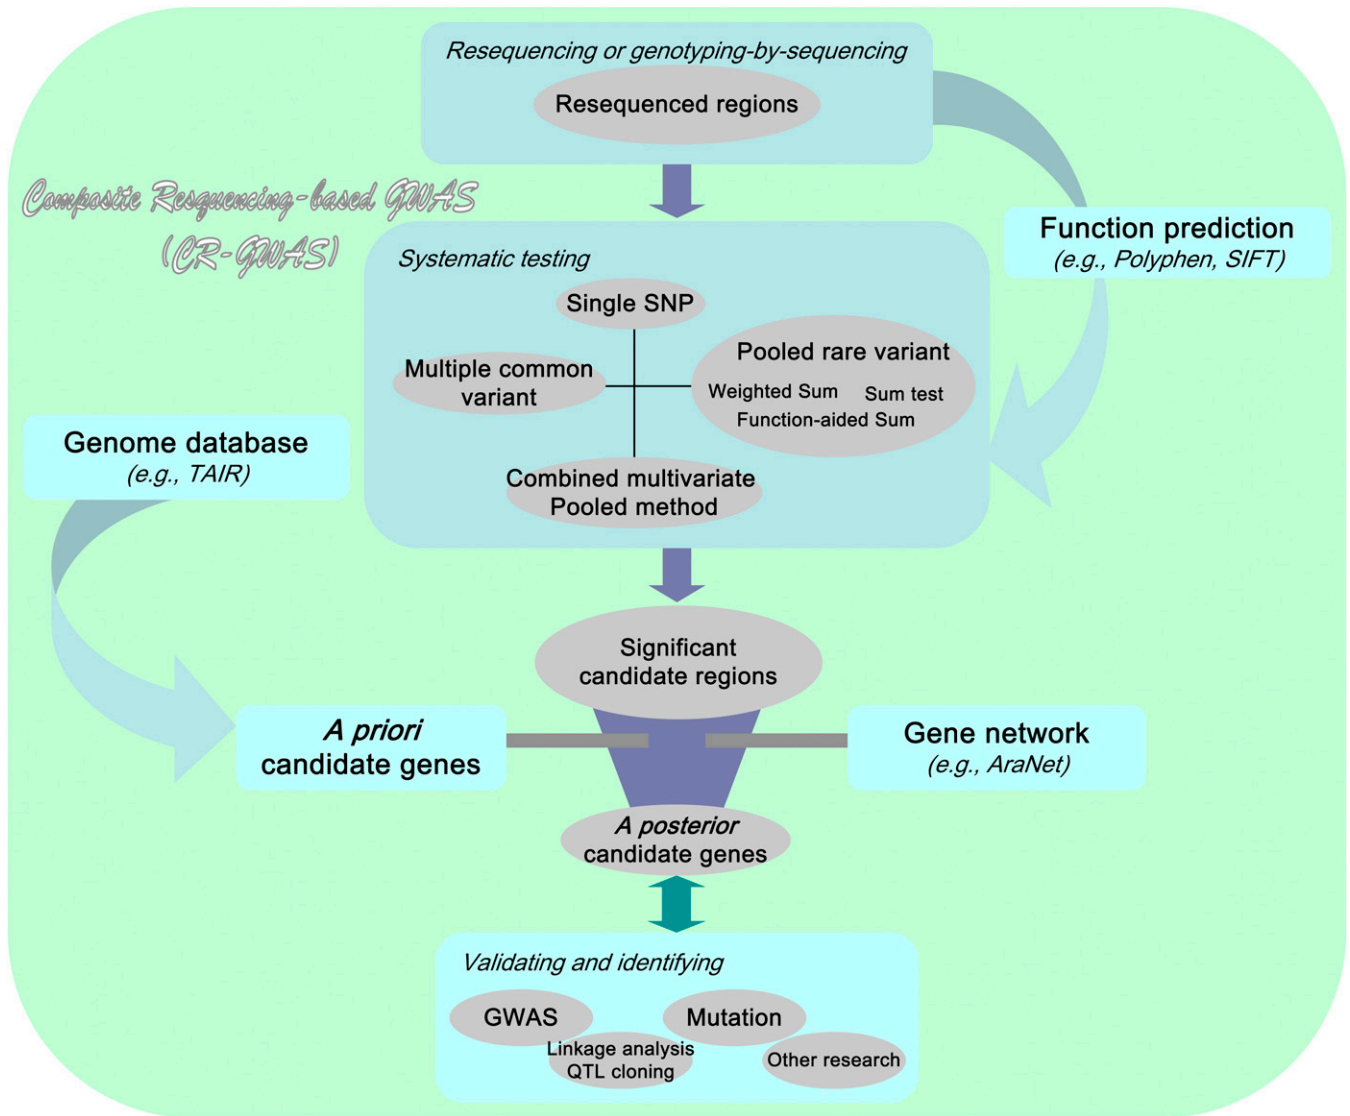 Resequencing or genotyping-by-sequencing
Resequenced regions
Composite Resquencing-based GWAS
(CR-GWAS)
Function prediction
(e.g., Polyphen, SIFT)
Systematic testing
Single SNP
Multiple common
variant
Pooled rare variant
Weighted Sum
Sum test
Function-aided Sum
Combined multivariate
Pooled method
Genome database
(e.g., TAIR)
Significant
candidate regions
A priori
candidate genes
Gene network
(e.g., AraNet)
A posterior
candidate genes
Validating and identifying
GWAS
Mutation
Linkage analysis
QTL cloning
Other research